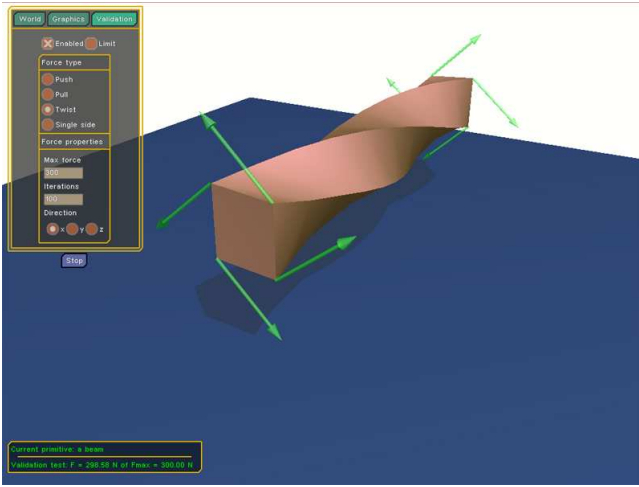 World Graphics Validation
Enabled Limit
Force type
Push
Pull
Twist
Single side
Force properties
Max force
300
Iterations
100
Direction
x y z
Stop
Current primitive: a beam
Validation test: F = 298.58 N of Fmax = 300.00 N